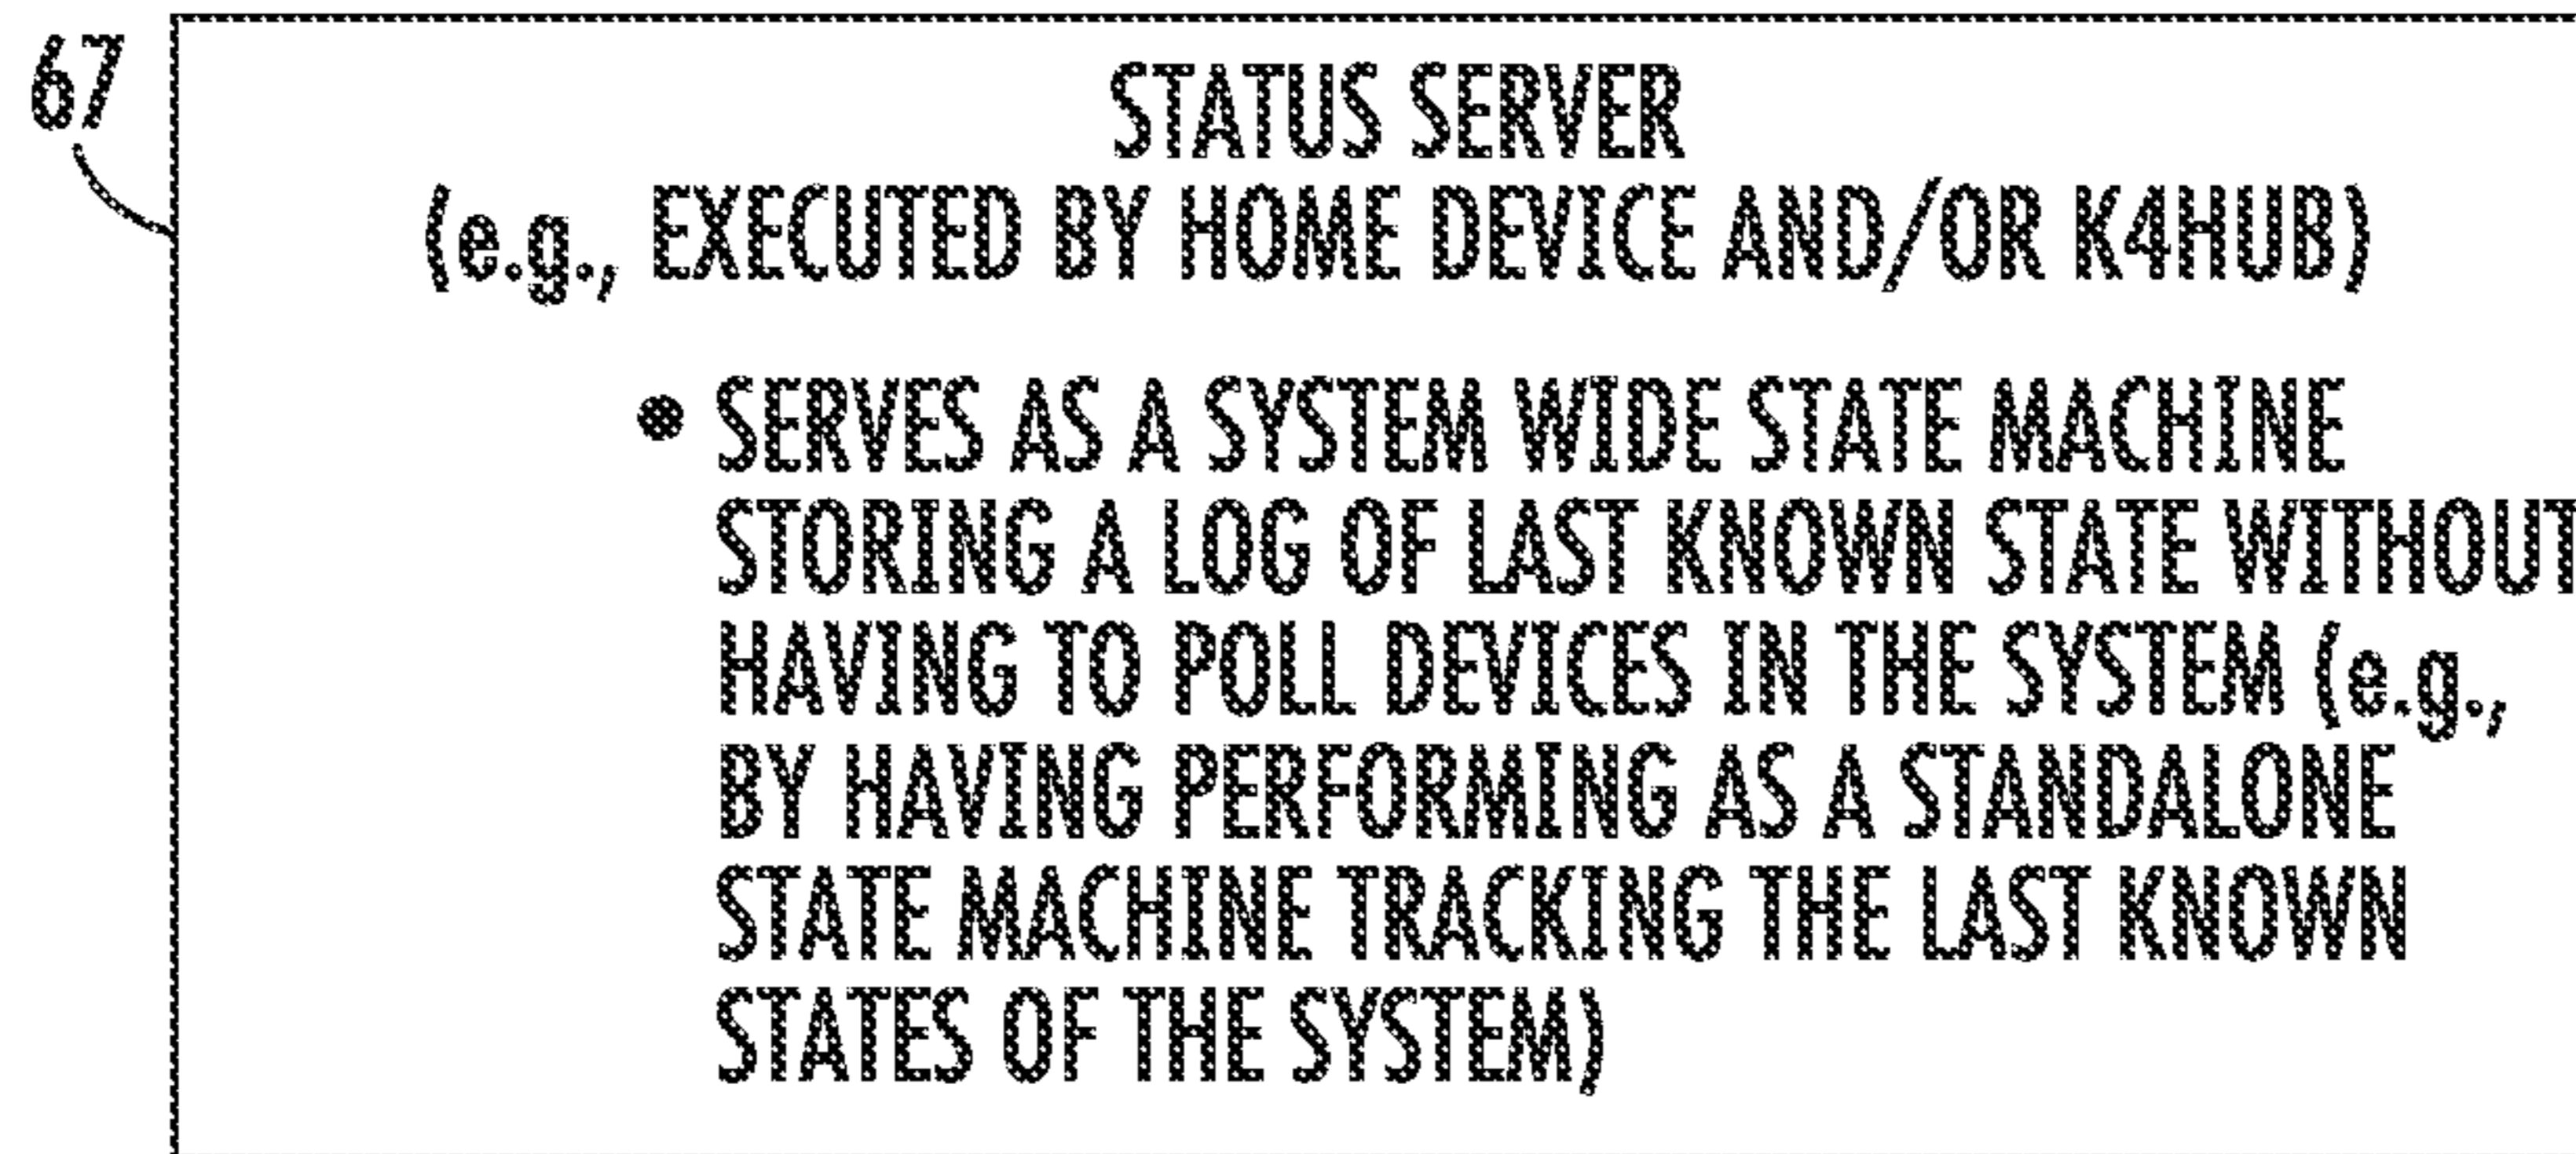 67
STATUS SERVER
(e.g., EXECUTED BY HOME DEVICE AND/OR K4HUB)
• SERVES AS A SYSTEM WIDE STATE MACHINE
STORING A LOG OF LAST KNOWN STATE WITHOUT
HAVING TO POLL DEVICES IN THE SYSTEM (e.g.,
BY HAVING PERFORMING AS A STANDALONE
STATE MACHINE TRACKING THE LAST KNOWN
STATES OF THE SYSTEM)